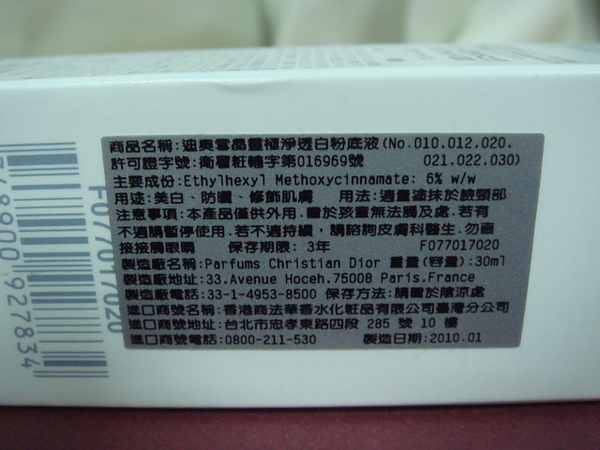 商品名稱:迪奧雪晶靈極淨透白粉底液(No.010.012.020.
許可證字號:衛署粧輸字第016969號 021.022.030)
主要成份:Ethylhexyl Methoxycinnamate: 6% w/w
用途:美白、防曬、修飾肌膚 用法:適量塗抹於臉頸部
注意事項:本產品僅供外用.置於孩童無法觸及處.若有
不適請暫停使用.若不適持續,請諮詢皮膚科醫生.勿直
接接觸眼睛 保存期限:3年 F077017020
製造廠名稱:Parfums Christian Dior 重量(容量):30ml
製造廠地址:33.Avenue Hoceh.75008 Paris.France
製造廠電話:33-1-4953-8500 保存方法:請置於陰涼處
進口商名稱:香港商法華香水化粧品有限公司臺灣分公司
進口商地址:台北市忠孝東路四段 285 號 10 樓
進口商電話:0800-211-530 製造日期:2010.01
F077017020
348900 927834